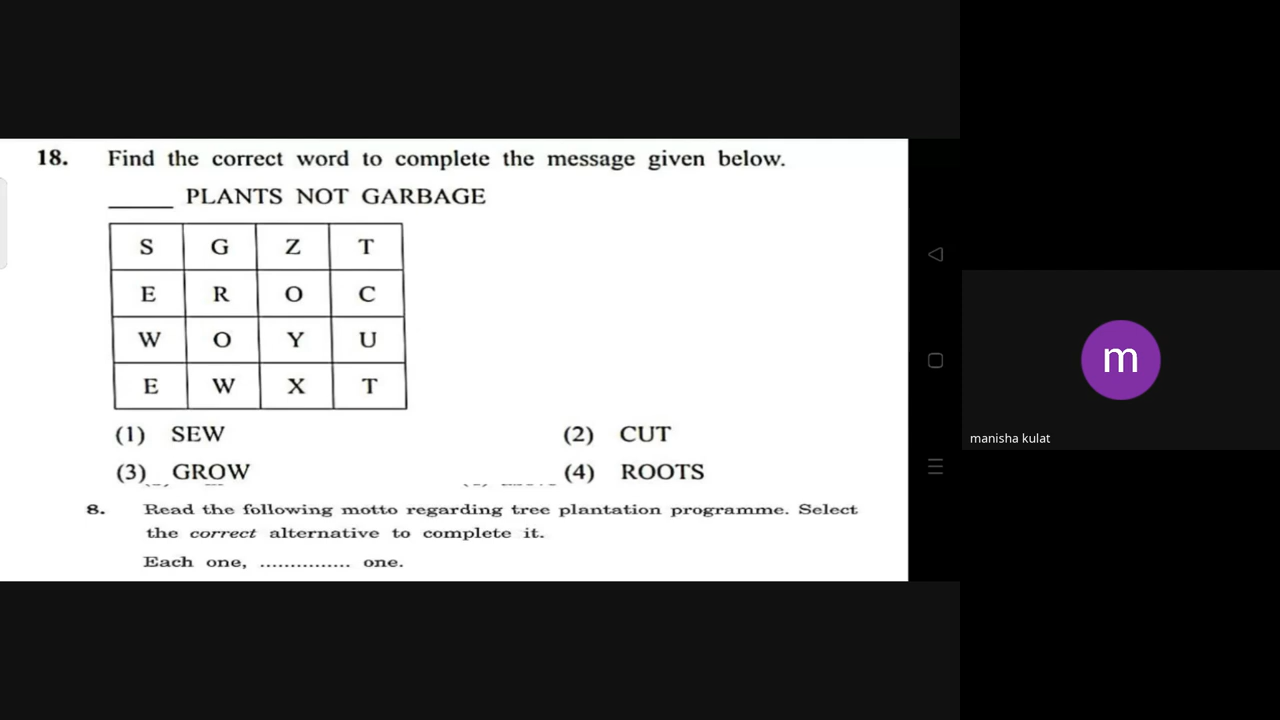 18. Find the correct word to complete the message given below.
_____ PLANTS NOT GARBAGE
S G Z T
E R O C
W O Y U
E W X T
(1) SEW (2) CUT
(3) GROW (4) ROOTS
8. Read the following motto regarding tree plantation programme. Select
the correct alternative to complete it.
Each one, ............... one.
m
manisha kulat